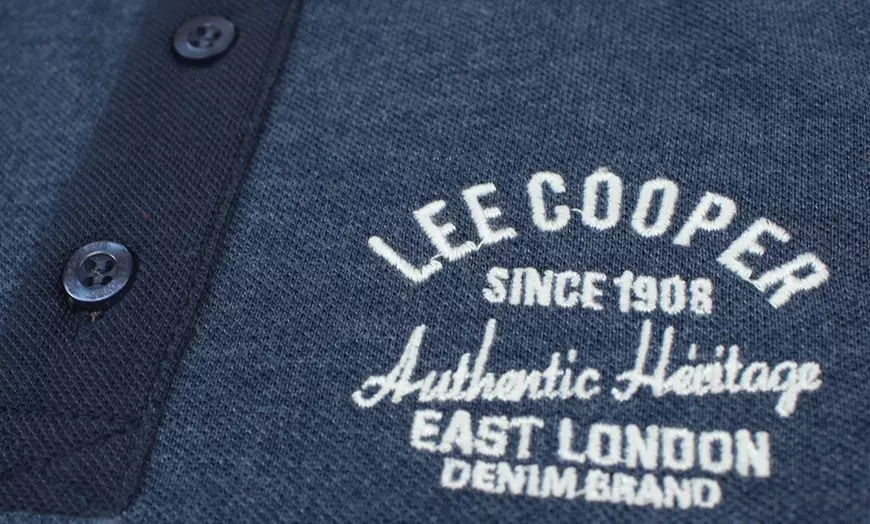 LEE COOPER
SINCE 1908
Authentic Heritage
EAST LONDON
DENIM BRAND